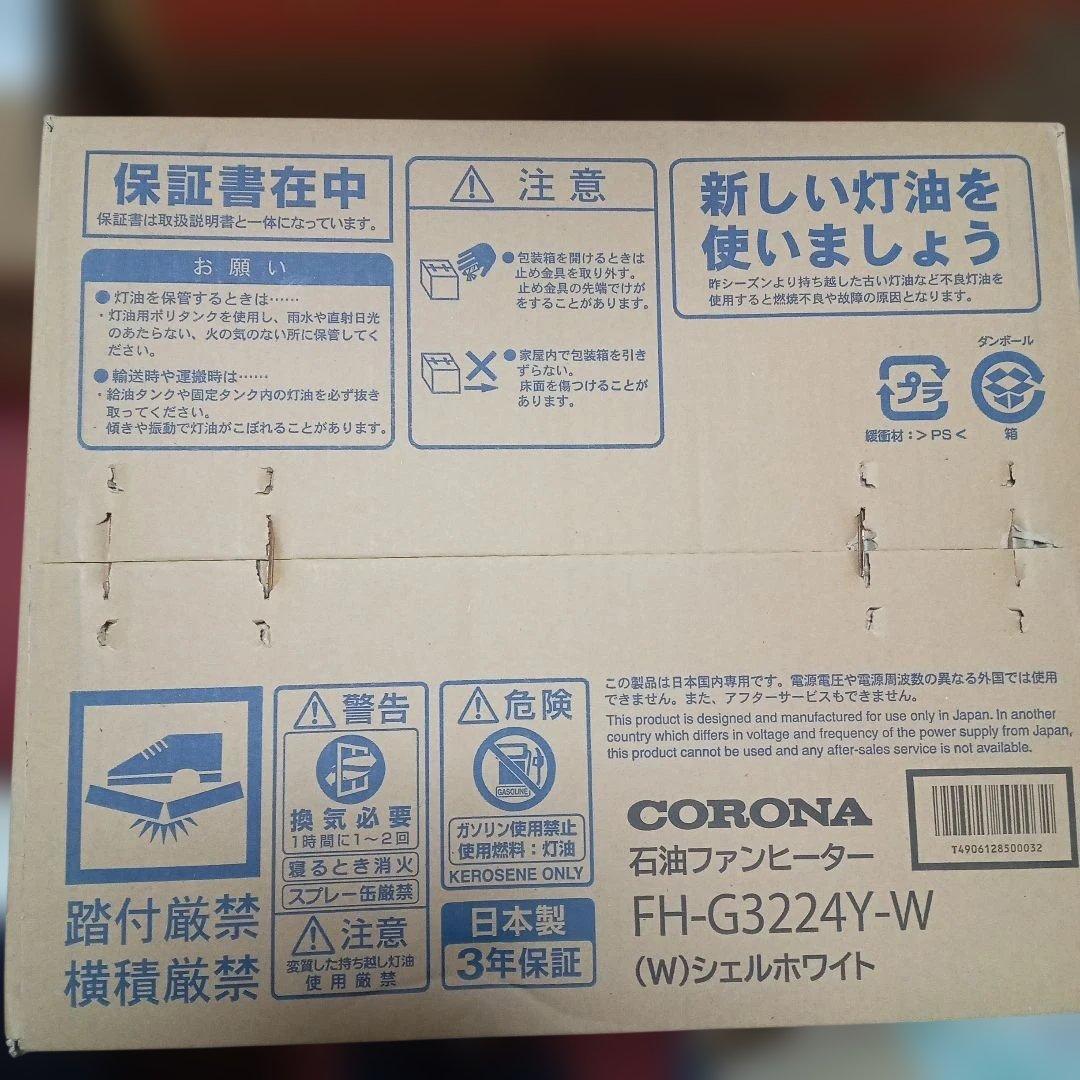 保証書在中
保証書は取扱説明書と一体になっています。
お願い
●灯油を保管するときは……
・灯油用ポリタンクを使用し、雨水や直射日光
のあたらない、火の気のない所に保管してく
ださい。
●輸送時や運搬時は……
・給油タンクや固定タンク内の灯油を必ず抜き
取ってください。
傾きや振動で灯油がこぼれることがあります。
注意
●包装箱を開けるときは
止め金具を取り外す。
止め金具の先端でけが
をすることがあります。
●家屋内で包装箱を引き
ずらない。
床面を傷つけることが
あります。
新しい灯油を
使いましょう
昨シーズンより持ち越した古い灯油など不良灯油を
使用すると燃焼不良や故障の原因となります。
プラ
緩衝材：＞PS＜
ダンボール
箱
踏付厳禁
横積厳禁
警告
換気必要
1時間に1～2回
寝るとき消火
スプレー缶厳禁
注意
変質した持ち越し灯油
使用厳禁
危険
GASOLINE
ガソリン使用禁止
使用燃料：灯油
KEROSENE ONLY
日本製
3年保証
この製品は日本国内専用です。電源電圧や電源周波数の異なる外国では使用
できません。また、アフターサービスもできません。
This product is designed and manufactured for use only in Japan. In another
country which differs in voltage and frequency of the power supply from Japan,
this product cannot be used and any after-sales service is not available.
CORONA
石油ファンヒーター
FH-G3224Y-W
(W)シェルホワイト
T4906128500032